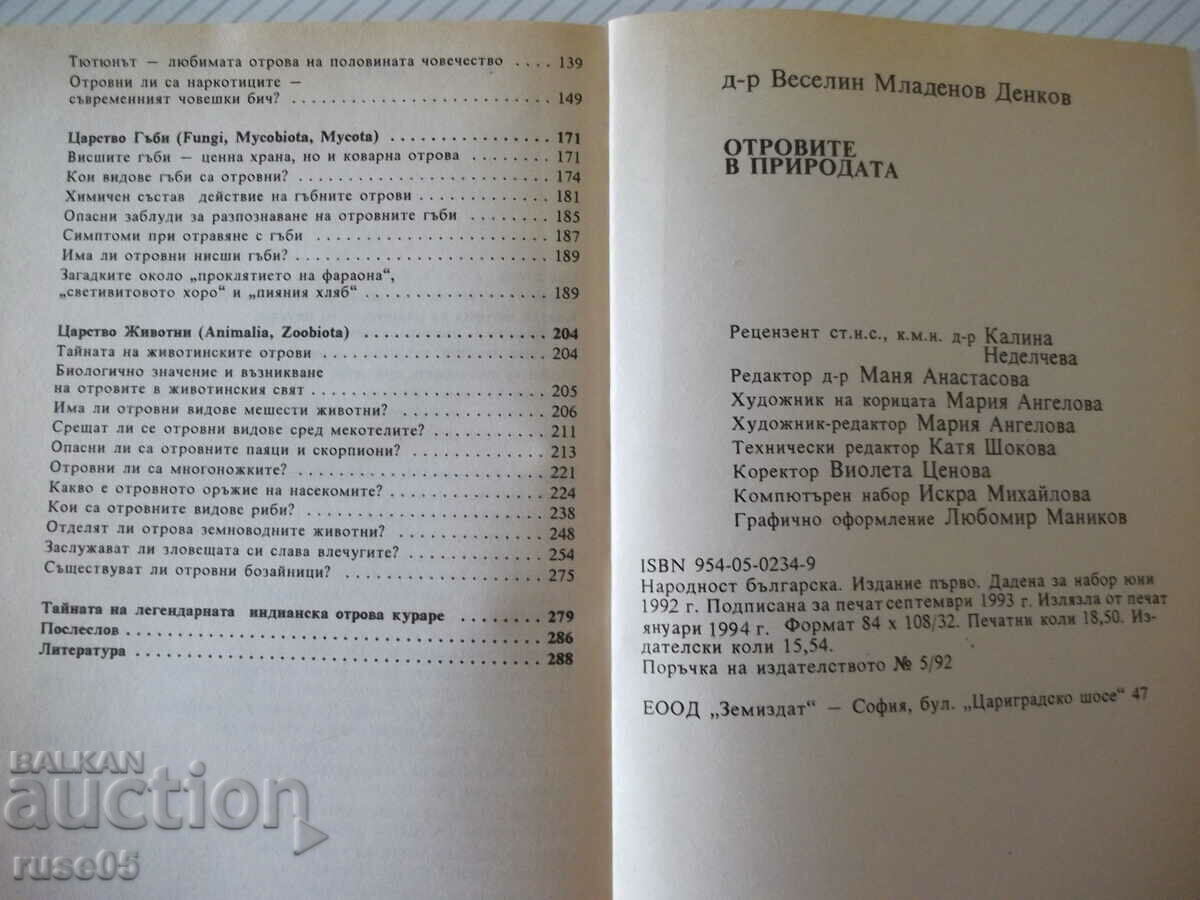 Тютюнът – любимата отрова на половината човечество . . . . 139
Отровни ли са наркотиците –
съвременният човешки бич? . . . . . . . . . . . . . . . . . . . . . . . . . 149
Царство Гъби (Fungi, Mycobiota, Mycota) . . . . . . . . . . . . . . . 171
Висшите гъби – ценна храна, но и коварна отрова . . . . . . . . 171
Кои видове гъби са отровни? . . . . . . . . . . . . . . . . . . . . . . . 174
Химичен състав действие на гъбните отрови . . . . . . . . . . . . . 181
Опасни заблуди за разпознаване на отровните гъби . . . . . . . . 185
Симптоми при отравяне с гъби . . . . . . . . . . . . . . . . . . . . . . 187
Има ли отровни нисши гъби? . . . . . . . . . . . . . . . . . . . . . . . 189
Загадките около „проклятието на фараона“,
„световитовото хоро“ и „пияния хляб“ . . . . . . . . . . . . . . . . . 189
Царство Животни (Animalia, Zoobiota) . . . . . . . . . . . . . . . . . 204
Тайната на животинските отрови . . . . . . . . . . . . . . . . . . . . . 204
Биологично значение и възникване
на отровите в животинския свят . . . . . . . . . . . . . . . . . . . . . 205
Има ли отровни видове мешести животни? . . . . . . . . . . . . . . 206
Срещат ли се отровни видове сред мекотелите? . . . . . . . . . . . 211
Опасни ли са отровните паяци и скорпиони? . . . . . . . . . . . . . 213
Отровни ли са многоножките? . . . . . . . . . . . . . . . . . . . . . . . 221
Какво е отровното оръжие на насекомите? . . . . . . . . . . . . . . . 224
Кои са отровните видове риби? . . . . . . . . . . . . . . . . . . . . . . 238
Отделят ли отрова земноводните животни? . . . . . . . . . . . . . . . 248
Заслужават ли зловещата си слава влечугите? . . . . . . . . . . . . . 254
Съществуват ли отровни бозайници? . . . . . . . . . . . . . . . . . . . 275
Тайната на легендарната индианска отрова кураре . . . . . . . . . 279
Послеслов . . . . . . . . . . . . . . . . . . . . . . . . . . . . . . . . . . . . . 286
Литература . . . . . . . . . . . . . . . . . . . . . . . . . . . . . . . . . . . . 288
д-р Веселин Младенов Денков
ОТРОВИТЕ
В ПРИРОДАТА
Рецензент ст.н.с., к.м.н. д-р Калина
Неделчева
Редактор д-р Маня Анастасова
Художник на корицата Мария Ангелова
Художник-редактор Мария Ангелова
Технически редактор Катя Шокова
Коректор Виолета Ценова
Компютърен набор Искра Михайлова
Графично оформление Любомир Маников
ISBN 954-05-0234-9
Народност българска. Издание първо. Дадена за набор юни
1992 г. Подписана за печат септември 1993 г. Излязла от печат
януари 1994 г. Формат 84 x 108/32. Печатни коли 18,50. Из-
дателски коли 15,54.
Поръчка на издателството № 5/92
ЕООД „Земиздат“ – София, бул. „Цариградско шосе“ 47
BALKAN
auction
ruse05